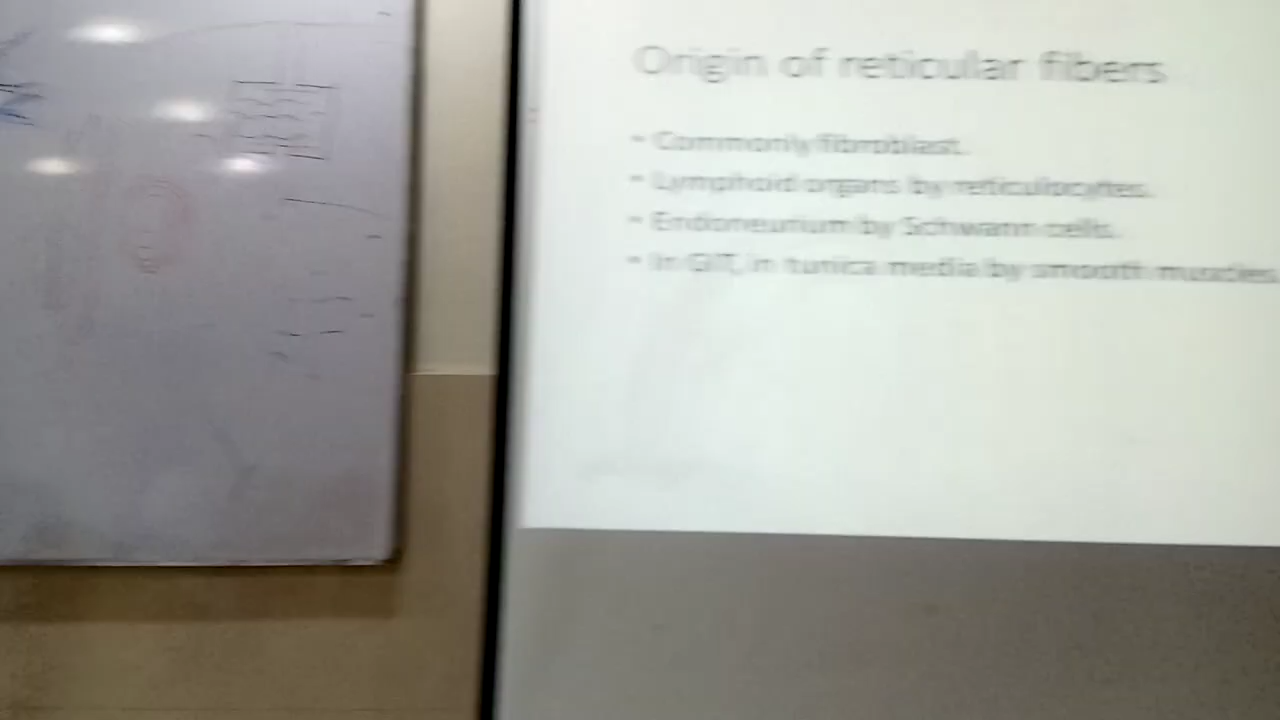 Origin of reticular fibers
• Commonly fibroblast.
• Lymphoid organs by reticulocytes.
• Endoneurium by Schwann cells.
• In GIT, in tunica media by smooth muscles.